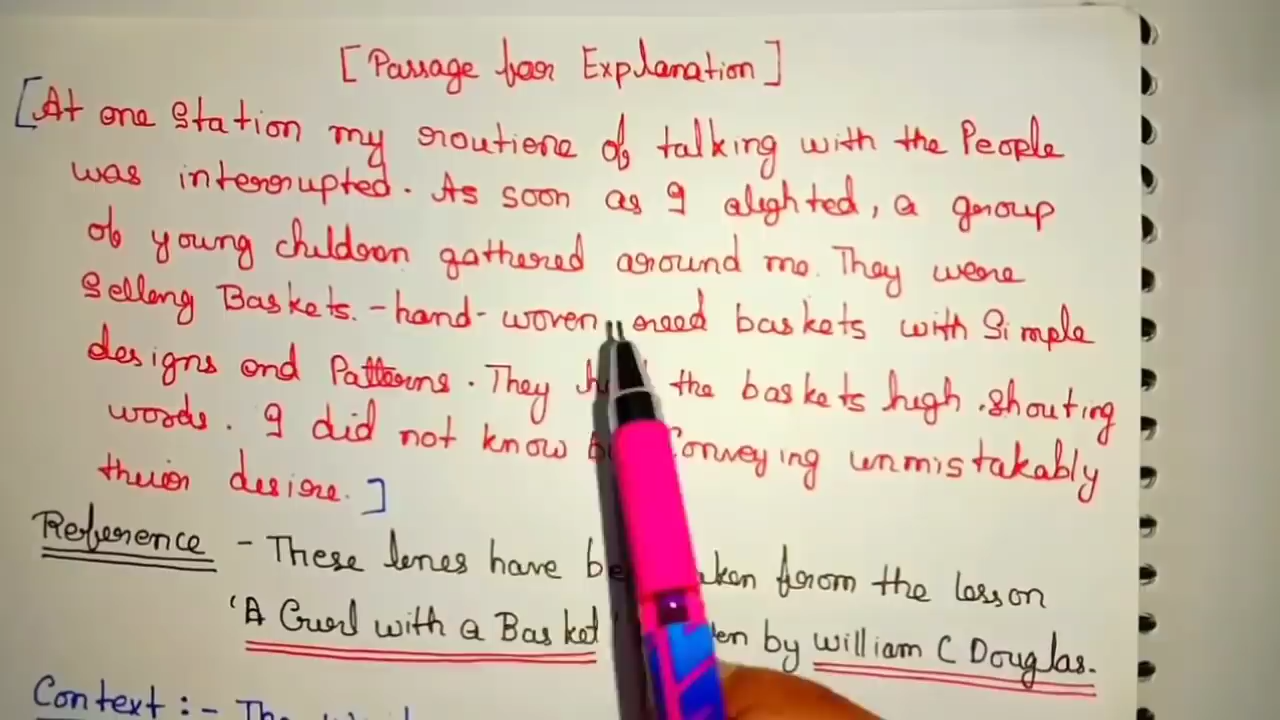 [Passage for Explanation]
[At one station my routine of talking with the People
was interrupted. As soon as I alighted, a group
of young children gathered around me. They were
Selling Baskets. - hand - woven reed baskets with Simple
designs and Patterns. They the baskets high. shouting
words. I did not know Conveying unmistakably
their desire.]
Reference - These lines have from the lesson
'A Girl with a Basket by William C Douglas.
Context :- The